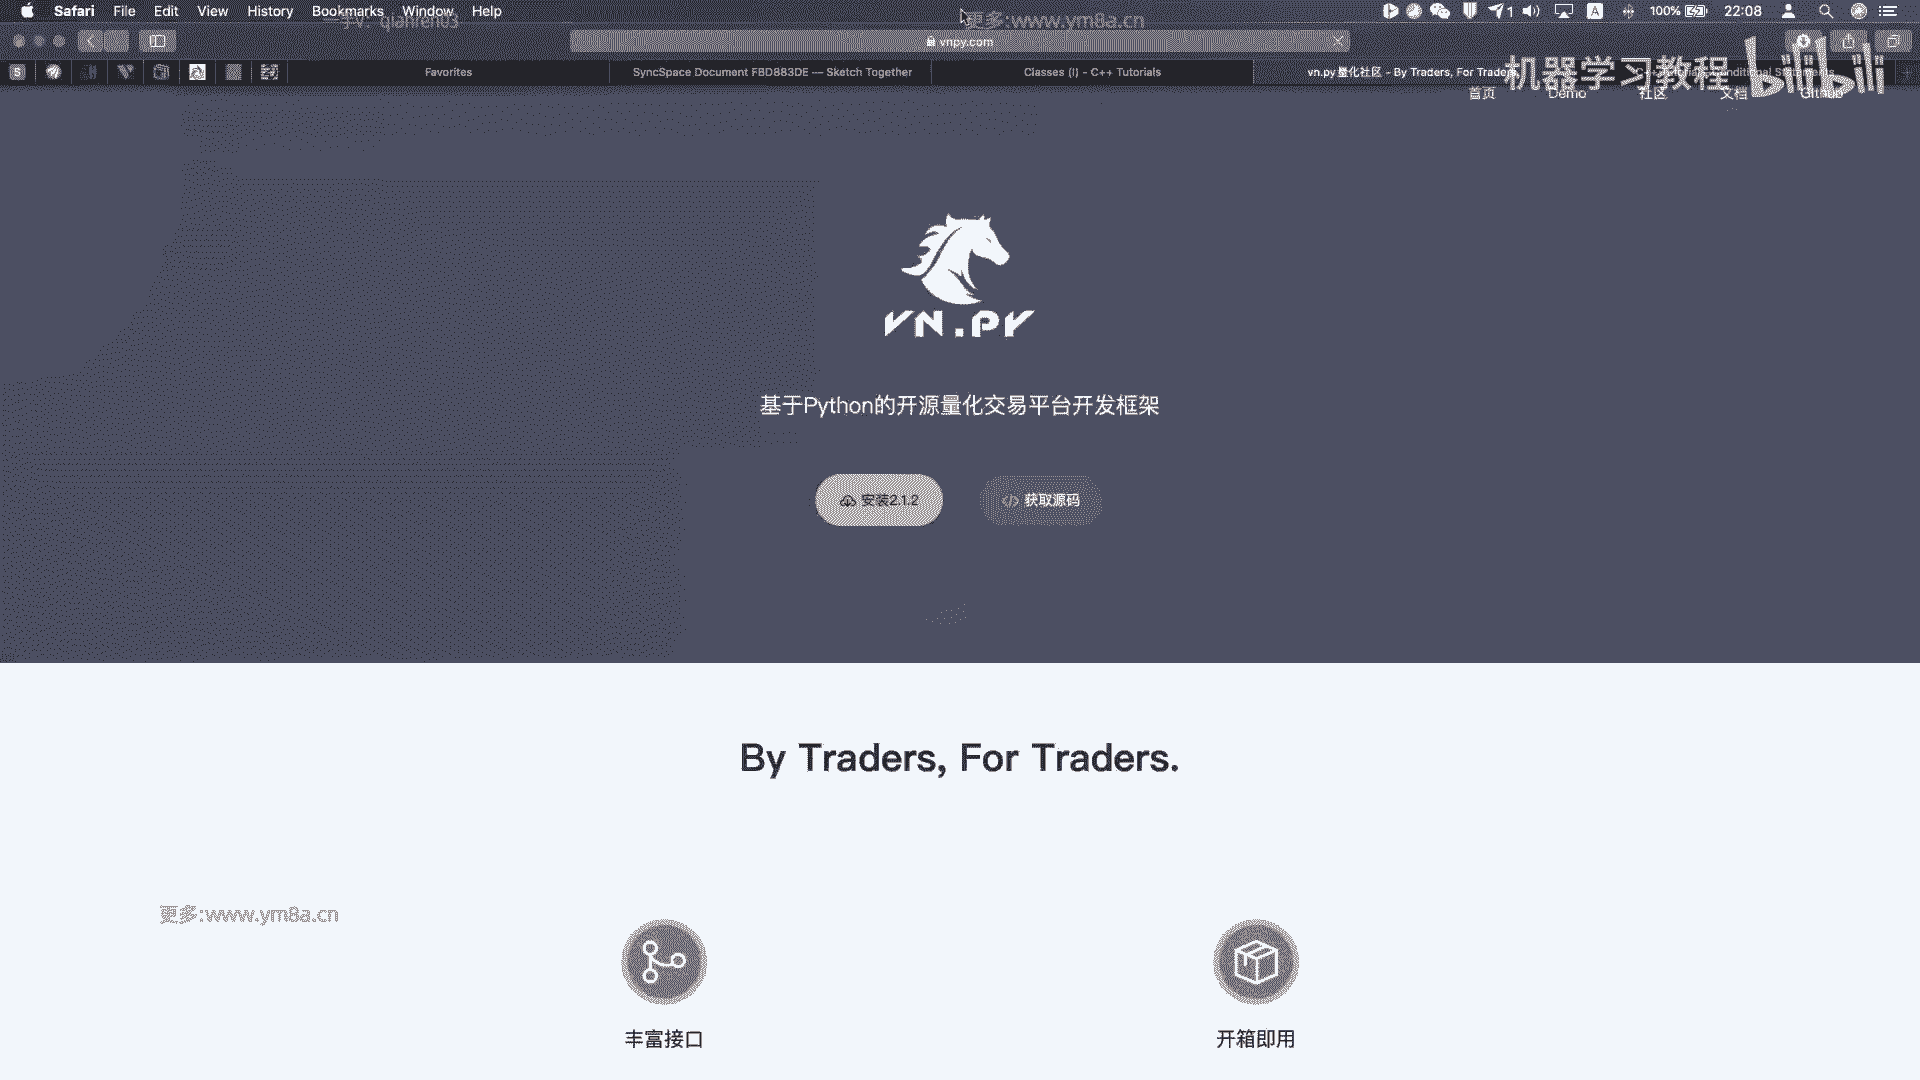 Safari File Edit View History Bookmarks Window Help
100% 22:08
更多:www.ym8a.cn
vnpy.com
Favorites
SyncSpace Document FBD883DE — Sketch Together
Classes (I) - C++ Tutorials
vn.py量化社区 - By Traders, For Traders.
机器学习教程 bilibili
首页 Demo 社区 文档 Github
VN.PY
基于Python的开源量化交易平台开发框架
安装2.1.2
获取源码
By Traders, For Traders.
更多:www.ym8a.cn
丰富接口
开箱即用